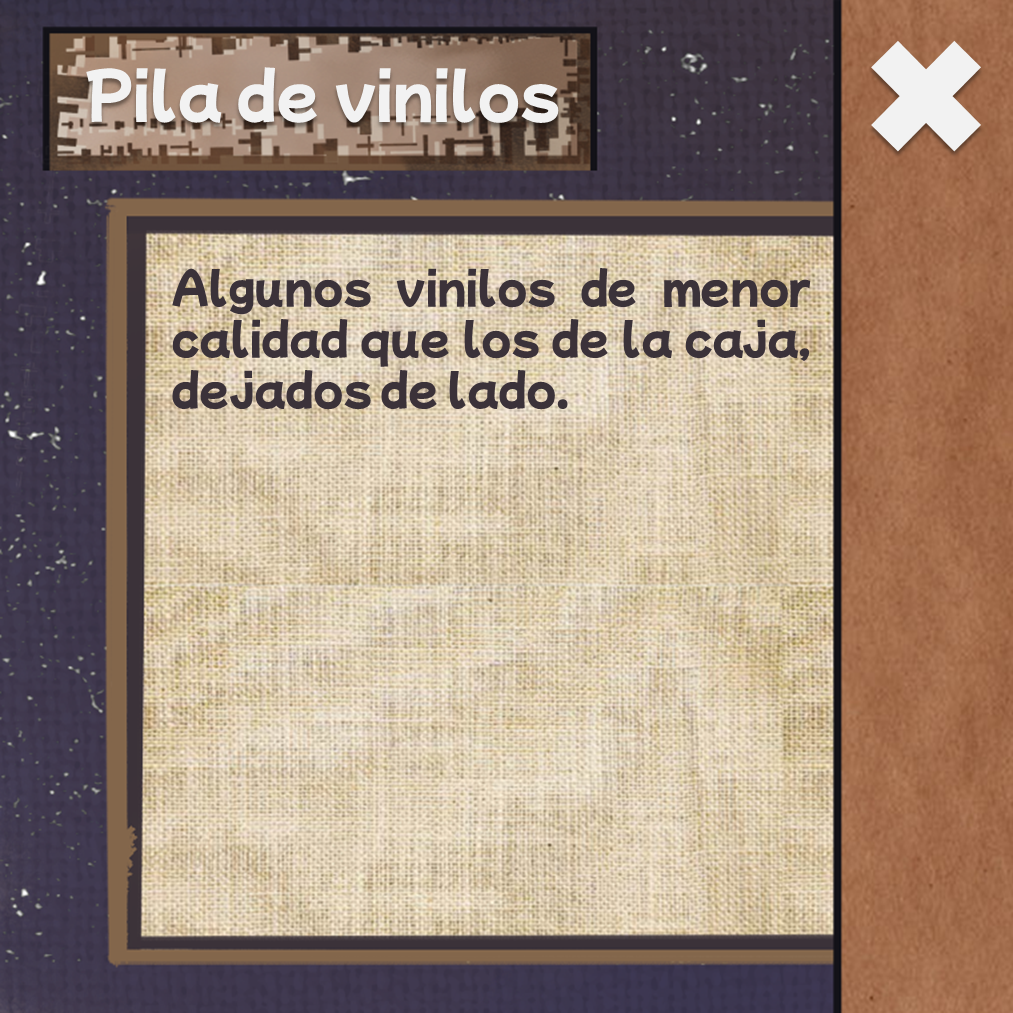 Pila de vinilos
Algunos vinilos de menor
calidad que los de la caja,
dejados de lado.